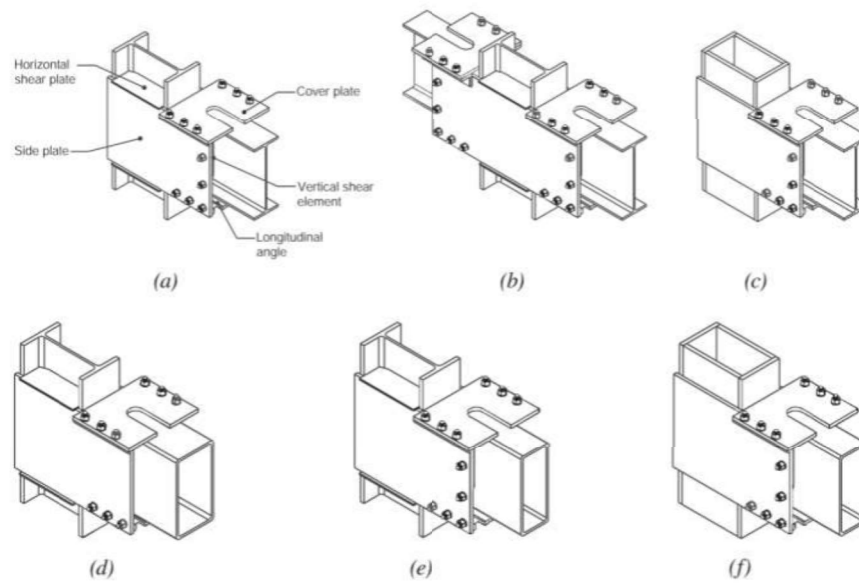 Horizontal
shear plate
Cover plate
Side plate
Vertical shear
element
Longitudinal
angle
(a)
(b)
(c)
(d)
(e)
(f)